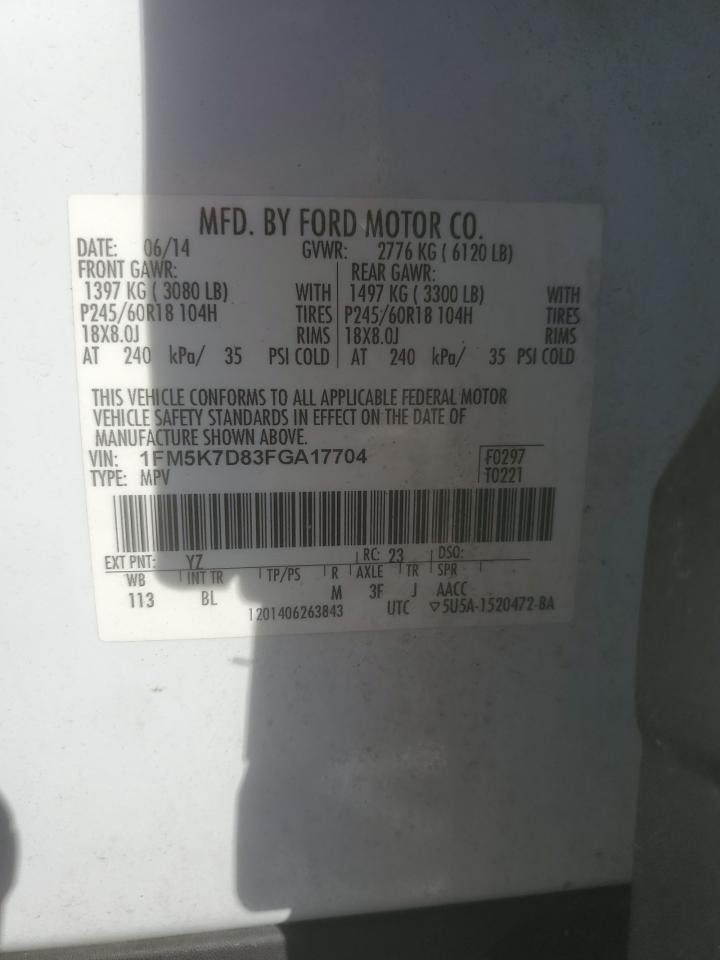 MFD. BY FORD MOTOR CO.
DATE: 06/14 GVWR: 2776 KG ( 6120 LB)
FRONT GAWR: REAR GAWR:
1397 KG ( 3080 LB) WITH 1497 KG ( 3300 LB) WITH
P245/60R18 104H TIRES P245/60R18 104H TIRES
18X8.0J RIMS 18X8.0J RIMS
AT 240 kPa/ 35 PSI COLD AT 240 kPa/ 35 PSI COLD
THIS VEHICLE CONFORMS TO ALL APPLICABLE FEDERAL MOTOR
VEHICLE SAFETY STANDARDS IN EFFECT ON THE DATE OF
MANUFACTURE SHOWN ABOVE.
VIN: 1FM5K7D83FGA17704 F0297
TYPE: MPV T0221
EXT PNT: YZ RC: 23 DSO:
WB INT TR TP/PS R AXLE TR SPR
113 BL M 3F J AACC
1201406263843 UTC ▽5U5A-1520472-BA